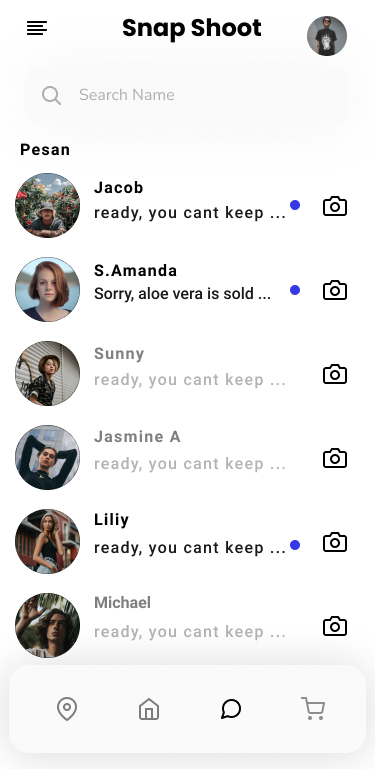 Snap Shoot
Search Name
Pesan
Jacob
ready, you cant keep ...
S.Amanda
Sorry, aloe vera is sold ...
Sunny
ready, you cant keep ...
Jasmine A
ready, you cant keep ...
Liliy
ready, you cant keep ...
Michael
ready, you cant keep ...